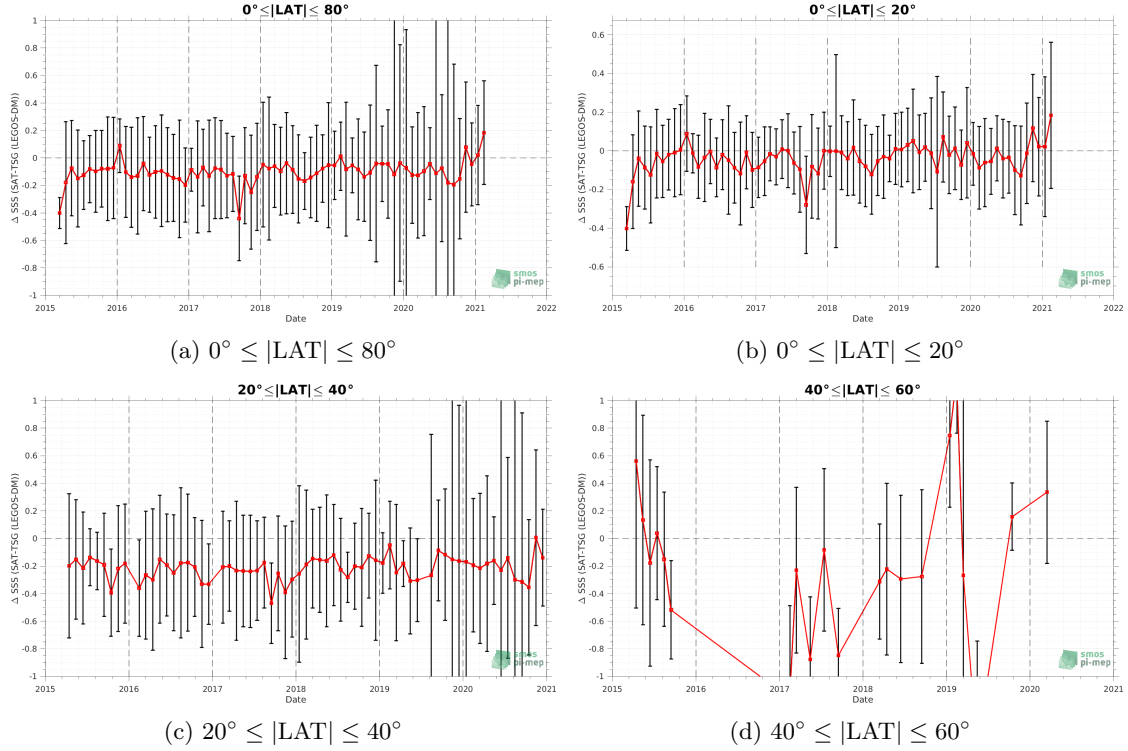 0°≤|LAT|≤ 80°
Δ SSS (SAT-TSG (LEGOS-DM))
1
0.8
0.6
0.4
0.2
0
-0.2
-0.4
-0.6
-0.8
-1
2015 2016 2017 2018 2019 2020 2021 2022
Date
smos
pi-mep
(a) 0° ≤ |LAT| ≤ 80°
0°≤|LAT|≤ 20°
Δ SSS (SAT-TSG (LEGOS-DM))
0.6
0.4
0.2
0
-0.2
-0.4
-0.6
2015 2016 2017 2018 2019 2020 2021 2022
Date
smos
pi-mep
(b) 0° ≤ |LAT| ≤ 20°
20°≤|LAT|≤ 40°
Δ SSS (SAT-TSG (LEGOS-DM))
1
0.8
0.6
0.4
0.2
0
-0.2
-0.4
-0.6
-0.8
-1
2015 2016 2017 2018 2019 2020 2021
Date
smos
pi-mep
(c) 20° ≤ |LAT| ≤ 40°
40°≤|LAT|≤ 60°
Δ SSS (SAT-TSG (LEGOS-DM))
1
0.8
0.6
0.4
0.2
0
-0.2
-0.4
-0.6
-0.8
-1
2015 2016 2017 2018 2019 2020 2021
Date
smos
pi-mep
(d) 40° ≤ |LAT| ≤ 60°